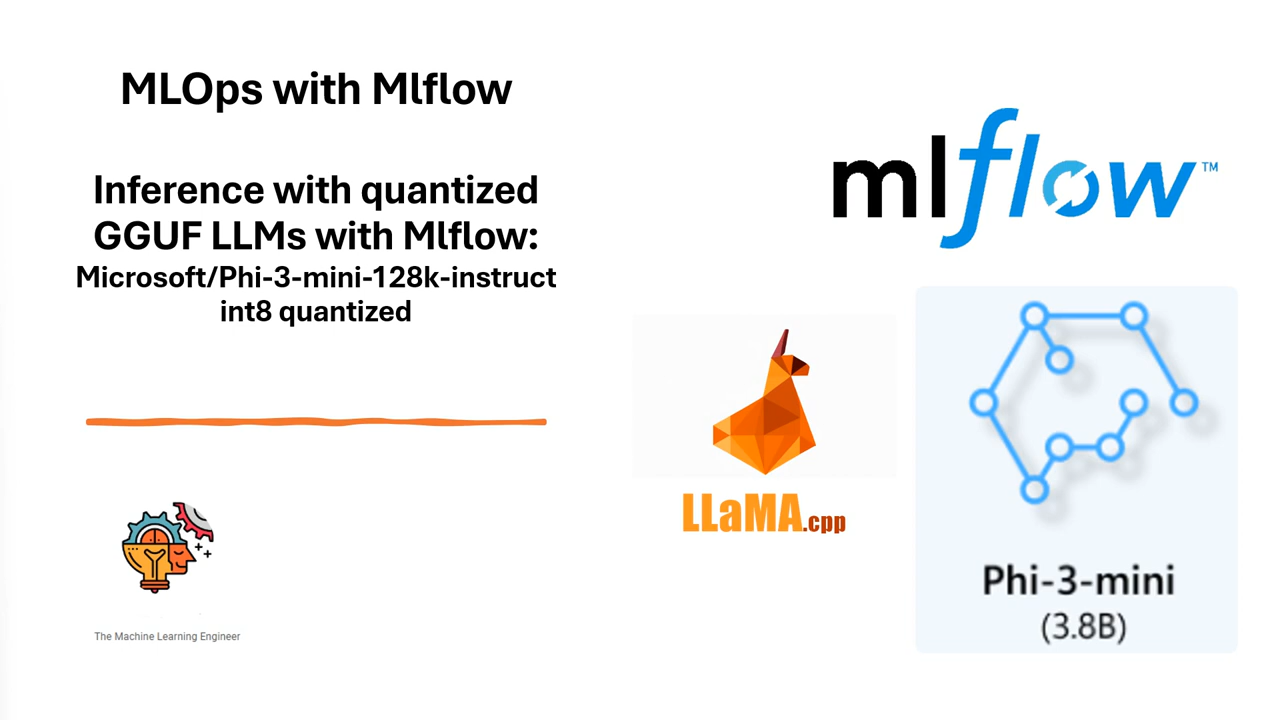 MLOps with Mlflow
Inference with quantized
GGUF LLMs with Mlflow:
Microsoft/Phi-3-mini-128k-instruct
int8 quantized
The Machine Learning Engineer
mlflow™
LLaMA.cpp
Phi-3-mini
(3.8B)